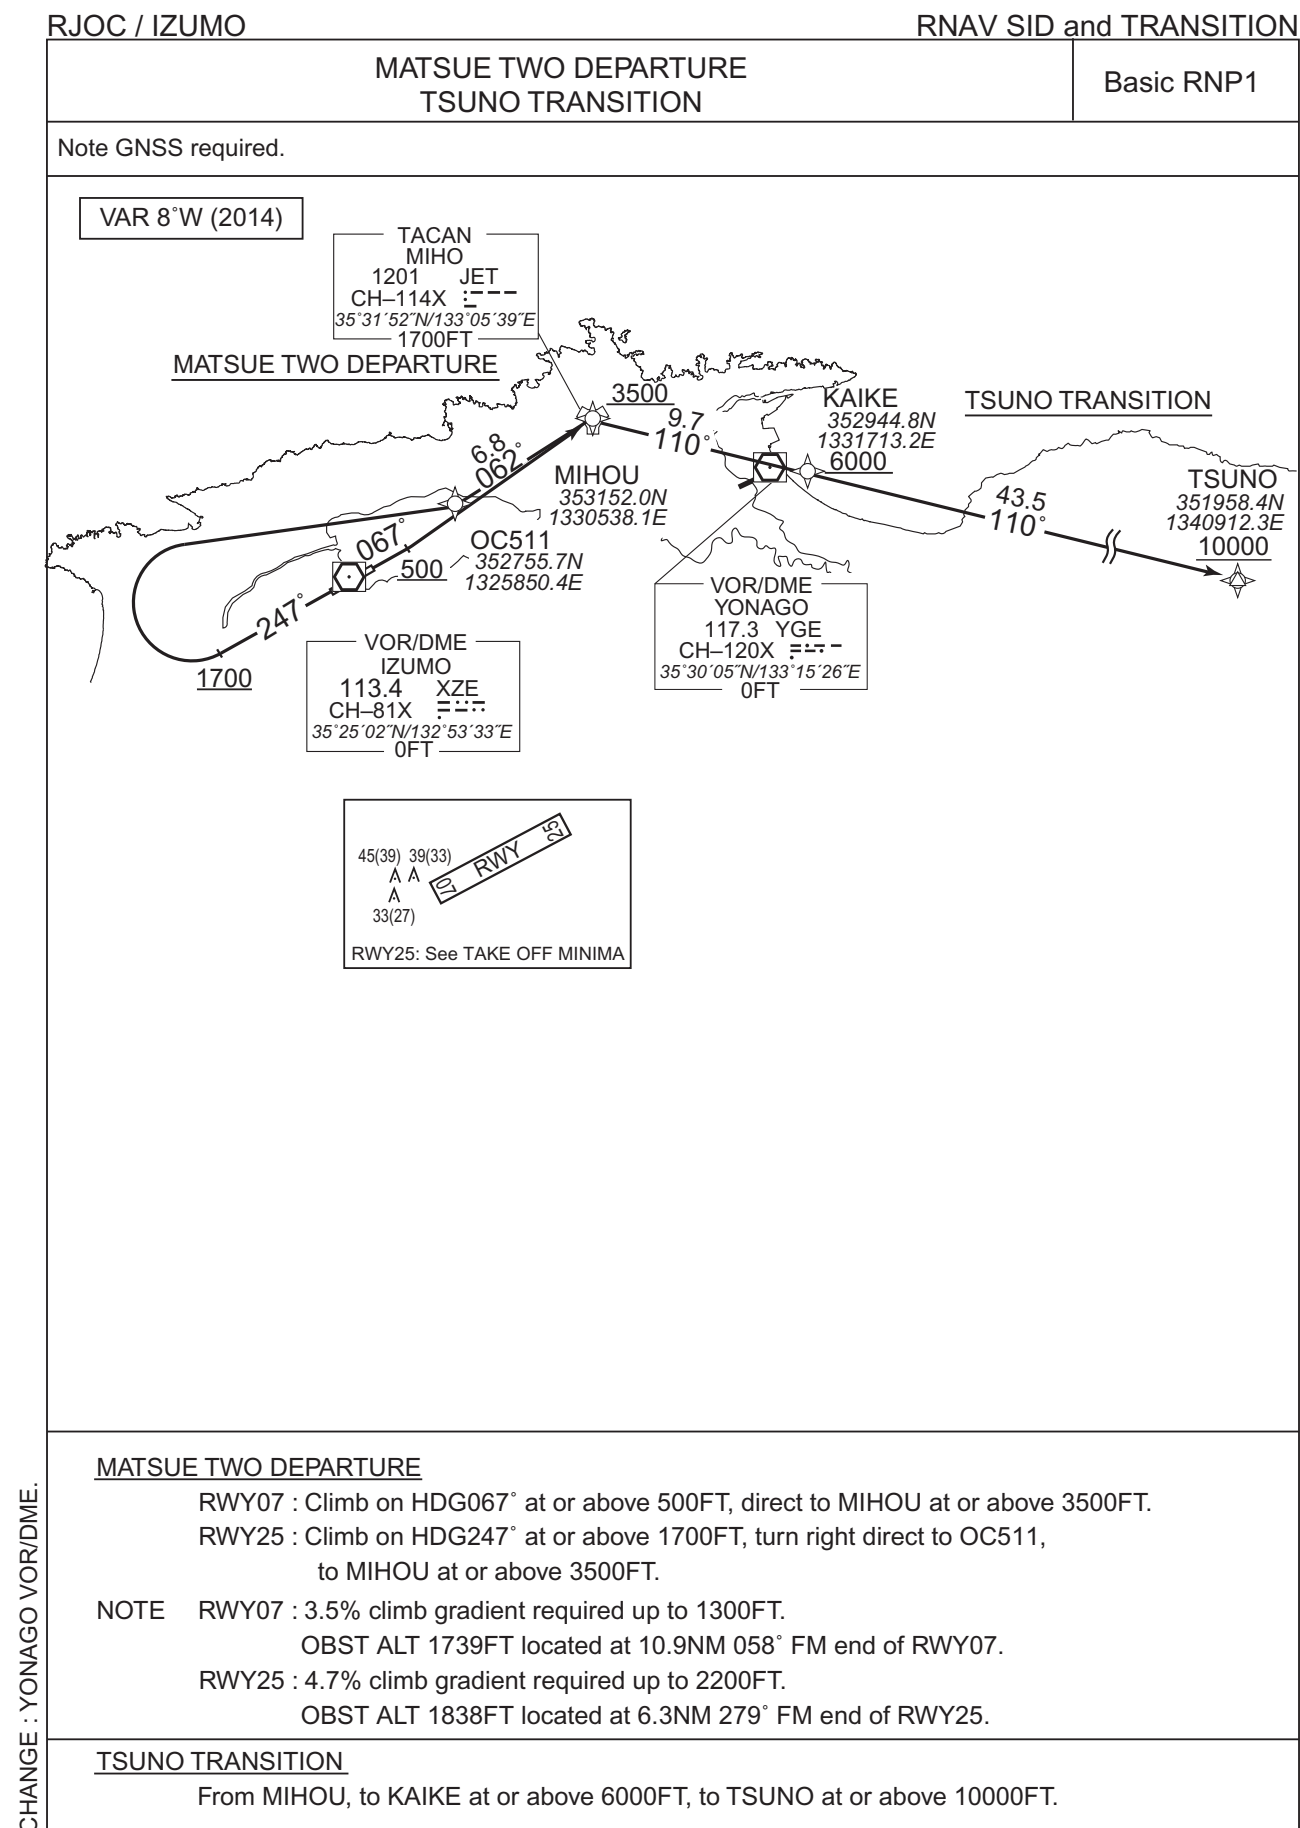 RJOC / IZUMO
RNAV SID and TRANSITION
MATSUE TWO DEPARTURE
TSUNO TRANSITION
Basic RNP1
Note GNSS required.
VAR 8˚W (2014)
TACAN
MIHO
1201 JET
CH–114X
35˚31´52˝N/133˚05´39˝E
1700FT
MATSUE TWO DEPARTURE
3500
9.7
110˚
KAIKE
352944.8N
1331713.2E
6000
TSUNO TRANSITION
6.8
062˚
MIHOU
353152.0N
1330538.1E
TSUNO
351958.4N
1340912.3E
10000
43.5
110˚
067˚
500
OC511
352755.7N
1325850.4E
247˚
1700
VOR/DME
IZUMO
113.4 XZE
CH–81X
35˚25´02˝N/132˚53´33˝E
0FT
VOR/DME
YONAGO
117.3 YGE
CH–120X
35˚30´05˝N/133˚15´26˝E
0FT
45(39) 39(33)
33(27)
07 RWY 25
RWY25: See TAKE OFF MINIMA
MATSUE TWO DEPARTURE
RWY07 : Climb on HDG067˚ at or above 500FT, direct to MIHOU at or above 3500FT.
RWY25 : Climb on HDG247˚ at or above 1700FT, turn right direct to OC511,
to MIHOU at or above 3500FT.
NOTE RWY07 : 3.5% climb gradient required up to 1300FT.
OBST ALT 1739FT located at 10.9NM 058˚ FM end of RWY07.
RWY25 : 4.7% climb gradient required up to 2200FT.
OBST ALT 1838FT located at 6.3NM 279˚ FM end of RWY25.
TSUNO TRANSITION
From MIHOU, to KAIKE at or above 6000FT, to TSUNO at or above 10000FT.
CHANGE : YONAGO VOR/DME.